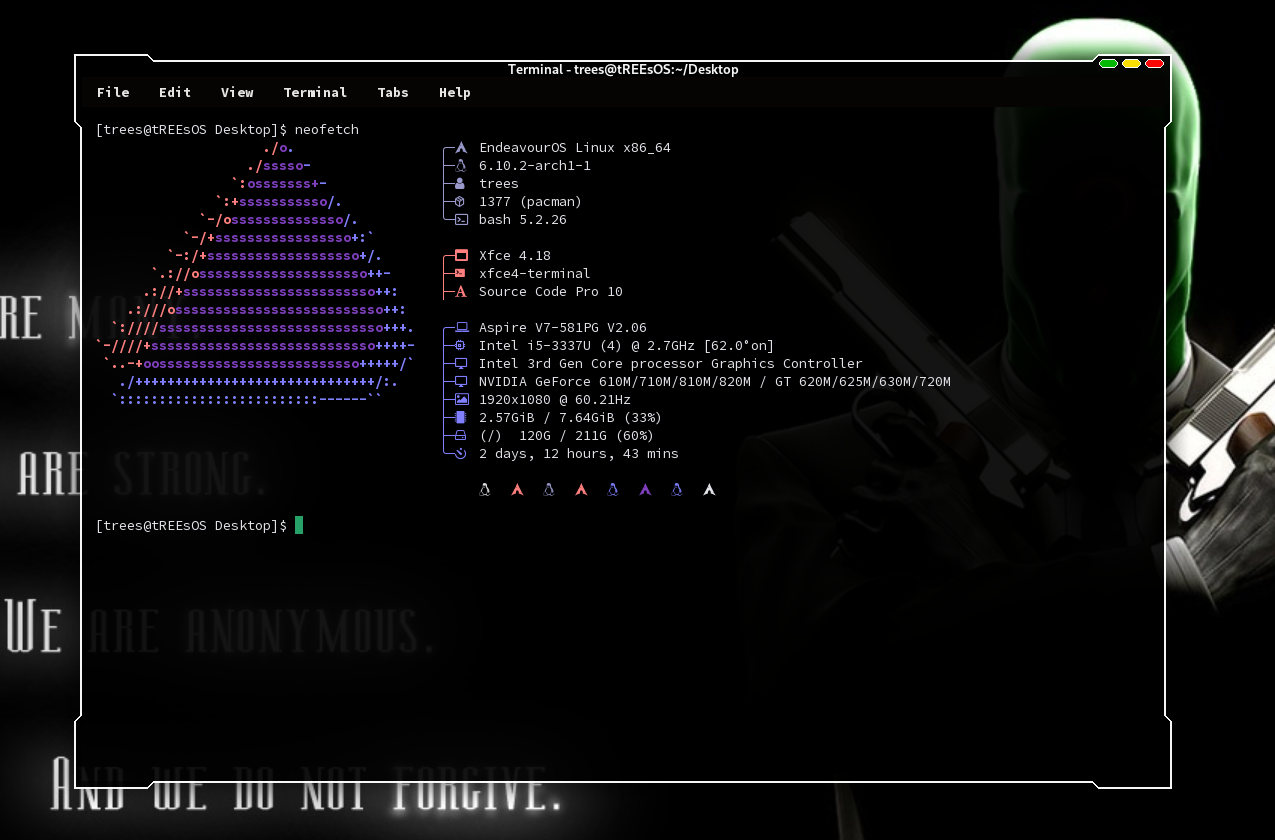 Terminal - trees@tREEsOS:~/Desktop
File Edit View Terminal Tabs Help
[trees@tREEsOS Desktop]$ neofetch
./o.
./sssso-
`:osssssss+-
`:+sssssssssso/.
`-/ossssssssssssso/.
`-/+sssssssssssssssso+:`
`-:/+sssssssssssssssssso+/.
`.://osssssssssssssssssssso++-
.://+ssssssssssssssssssssssso++:
.:///ossssssssssssssssssssssssso++:
`:////ssssssssssssssssssssssssssso+++.
`-////+ssssssssssssssssssssssssssso++++-
`..-+oosssssssssssssssssssssssso+++++/`
./++++++++++++++++++++++++++++++/:.
`:::::::::::::::::::::::::------``
EndeavourOS Linux x86_64
6.10.2-arch1-1
trees
1377 (pacman)
bash 5.2.26
Xfce 4.18
xfce4-terminal
Source Code Pro 10
Aspire V7-581PG V2.06
Intel i5-3337U (4) @ 2.7GHz [62.0°on]
Intel 3rd Gen Core processor Graphics Controller
NVIDIA GeForce 610M/710M/810M/820M / GT 620M/625M/630M/720M
1920x1080 @ 60.21Hz
2.57GiB / 7.64GiB (33%)
(/) 120G / 211G (60%)
2 days, 12 hours, 43 mins
[trees@tREEsOS Desktop]$
RE MANY
ARE STRONG.
WE ARE ANONYMOUS.
AND WE DO NOT FORGIVE.